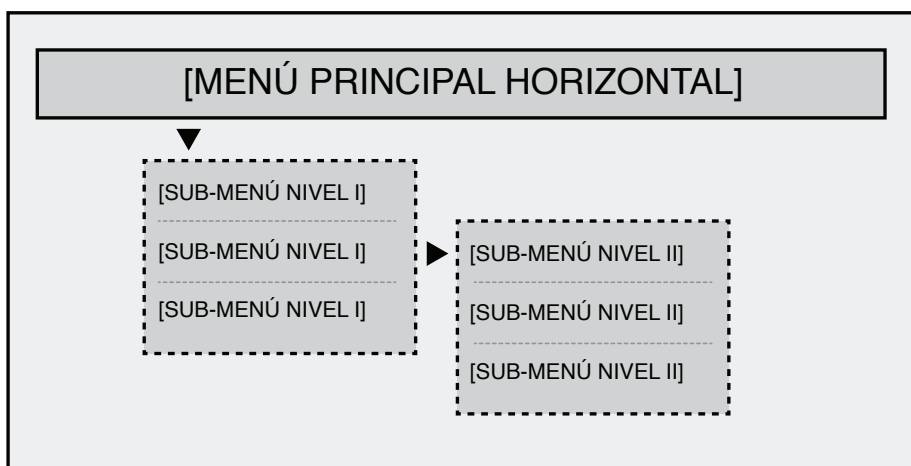 [MENÚ PRINCIPAL HORIZONTAL]
[SUB-MENÚ NIVEL I]
[SUB-MENÚ NIVEL I]
[SUB-MENÚ NIVEL I]
[SUB-MENÚ NIVEL II]
[SUB-MENÚ NIVEL II]
[SUB-MENÚ NIVEL II]